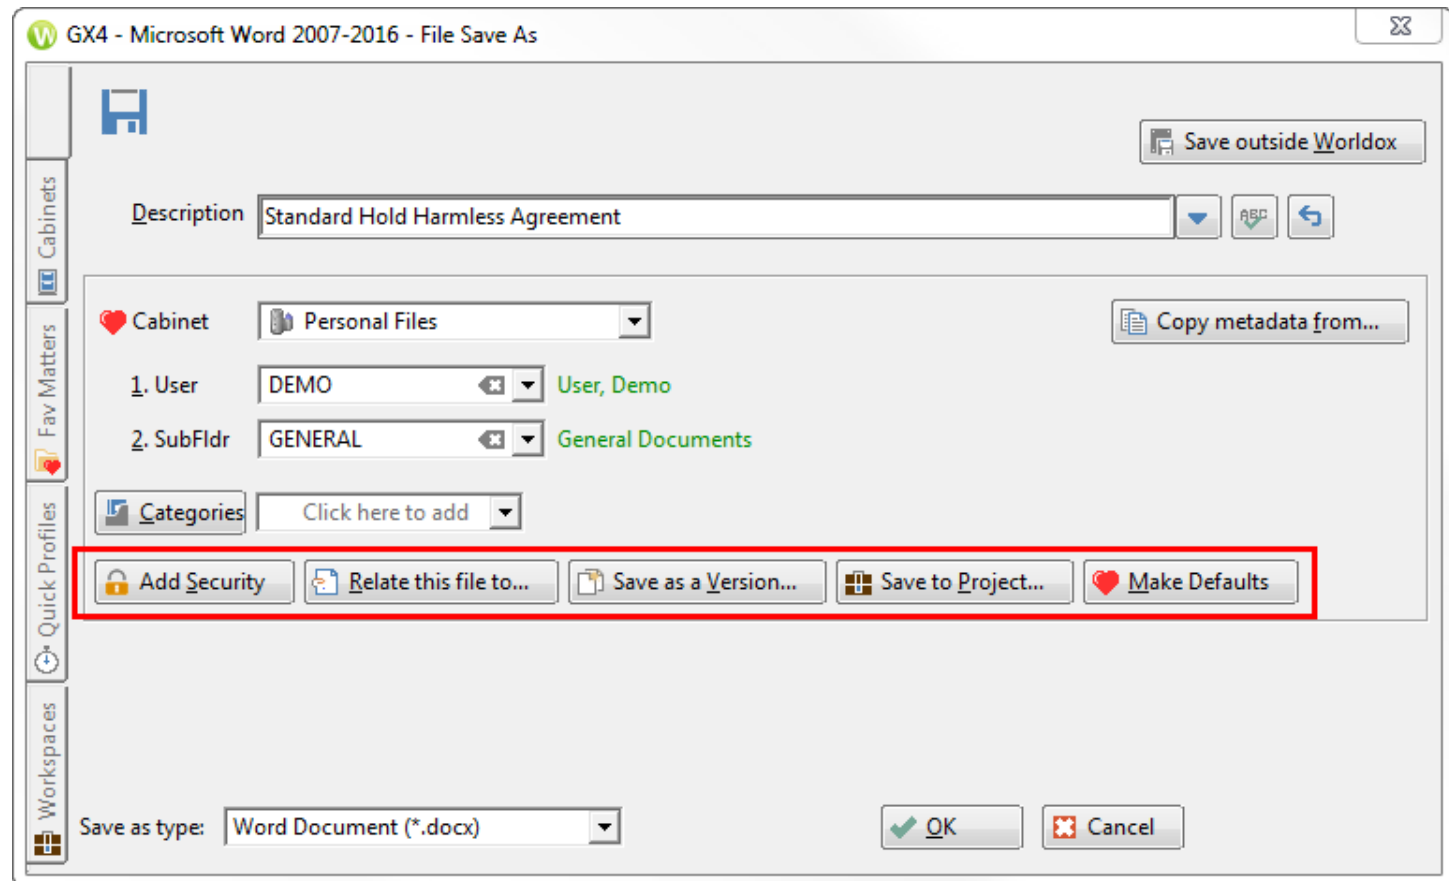 GX4 - Microsoft Word 2007-2016 - File Save As
Save outside Worldox
Description Standard Hold Harmless Agreement ABC
Cabinet Personal Files Copy metadata from...
1. User DEMO User, Demo
2. SubFldr GENERAL General Documents
Categories Click here to add
Add Security Relate this file to... Save as a Version... Save to Project... Make Defaults
Save as type: Word Document (*.docx) OK Cancel
Cabinets
Fav Matters
Quick Profiles
Workspaces